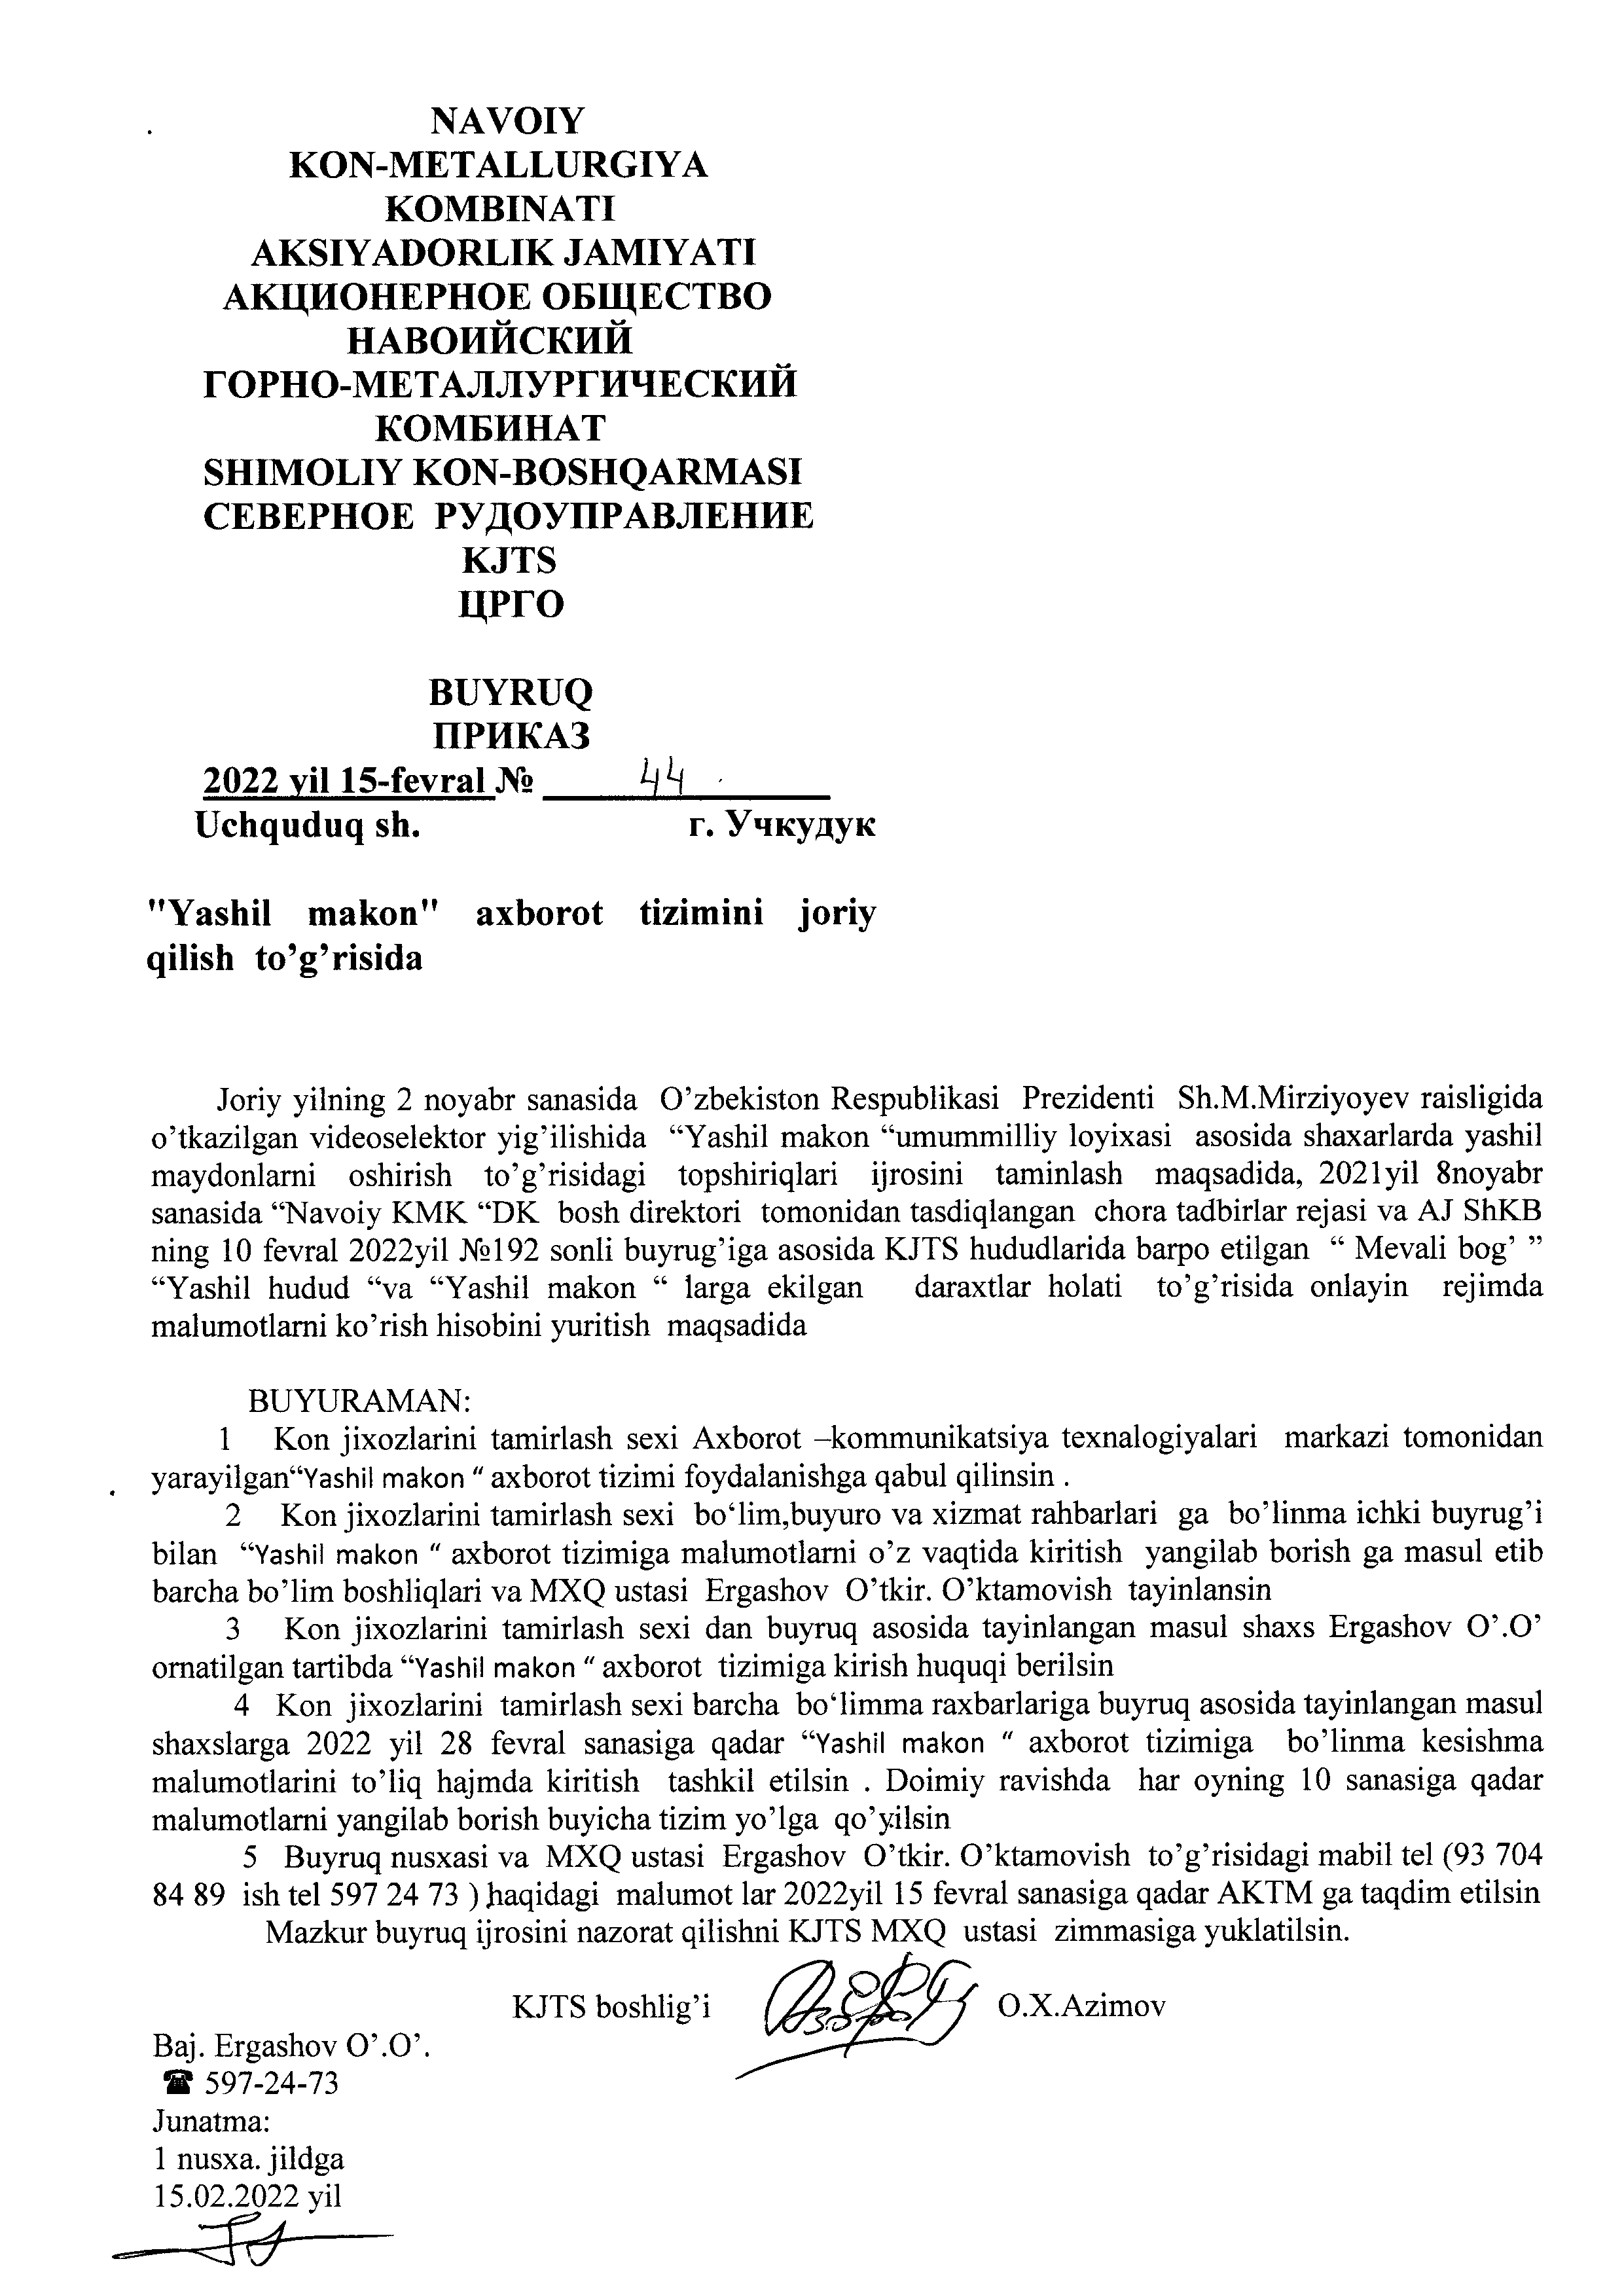 NAVOIY
KON-METALLURGIYA
KOMBINATI
AKSIYADORLIK JAMIYATI
АКЦИОНЕРНОЕ ОБЩЕСТВО
НАВОИЙСКИЙ
ГОРНО-МЕТАЛЛУРГИЧЕСКИЙ
КОМБИНАТ
SHIMOLIY KON-BOSHQARMASI
СЕВЕРНОЕ РУДОУПРАВЛЕНИЕ
KJTS
ЦРГО
BUYRUQ
ПРИКАЗ
2022 yil 15-fevral № 44
Uchquduq sh. г. Учкудук
"Yashil makon" axborot tizimini joriy
qilish to’g’risida
Joriy yilning 2 noyabr sanasida O’zbekiston Respublikasi Prezidenti Sh.M.Mirziyoyev raisligida
o’tkazilgan videoselektor yig’ilishida “Yashil makon “umummilliy loyixasi asosida shaxarlarda yashil
maydonlarni oshirish to’g’risidagi topshiriqlari ijrosini taminlash maqsadida, 2021yil 8noyabr
sanasida “Navoiy KMK “DK bosh direktori tomonidan tasdiqlangan chora tadbirlar rejasi va AJ ShKB
ning 10 fevral 2022yil №192 sonli buyrug’iga asosida KJTS hududlarida barpo etilgan “ Mevali bog’ ”
“Yashil hudud “va “Yashil makon “ larga ekilgan daraxtlar holati to’g’risida onlayin rejimda
malumotlarni ko’rish hisobini yuritish maqsadida
BUYURAMAN:
1 Kon jixozlarini tamirlash sexi Axborot –kommunikatsiya texnalogiyalari markazi tomonidan
yarayilgan“Yashil makon " axborot tizimi foydalanishga qabul qilinsin .
2 Kon jixozlarini tamirlash sexi bo‘lim,buyuro va xizmat rahbarlari ga bo’linma ichki buyrug’i
bilan “Yashil makon " axborot tizimiga malumotlarni o’z vaqtida kiritish yangilab borish ga masul etib
barcha bo’lim boshliqlari va MXQ ustasi Ergashov O’tkir. O’ktamovish tayinlansin
3 Kon jixozlarini tamirlash sexi dan buyruq asosida tayinlangan masul shaxs Ergashov O’.O’
ornatilgan tartibda “Yashil makon " axborot tizimiga kirish huquqi berilsin
4 Kon jixozlarini tamirlash sexi barcha bo‘limma raxbarlariga buyruq asosida tayinlangan masul
shaxslarga 2022 yil 28 fevral sanasiga qadar “Yashil makon " axborot tizimiga bo’linma kesishma
malumotlarini to’liq hajmda kiritish tashkil etilsin . Doimiy ravishda har oyning 10 sanasiga qadar
malumotlarni yangilab borish buyicha tizim yo’lga qo’yilsin
5 Buyruq nusxasi va MXQ ustasi Ergashov O’tkir. O’ktamovish to’g’risidagi mabil tel (93 704
84 89 ish tel 597 24 73 ) haqidagi malumot lar 2022yil 15 fevral sanasiga qadar AKTM ga taqdim etilsin
Mazkur buyruq ijrosini nazorat qilishni KJTS MXQ ustasi zimmasiga yuklatilsin.
KJTS boshlig’i O.X.Azimov
Baj. Ergashov O’.O’.
☎ 597-24-73
Junatma:
1 nusxa. jildga
15.02.2022 yil